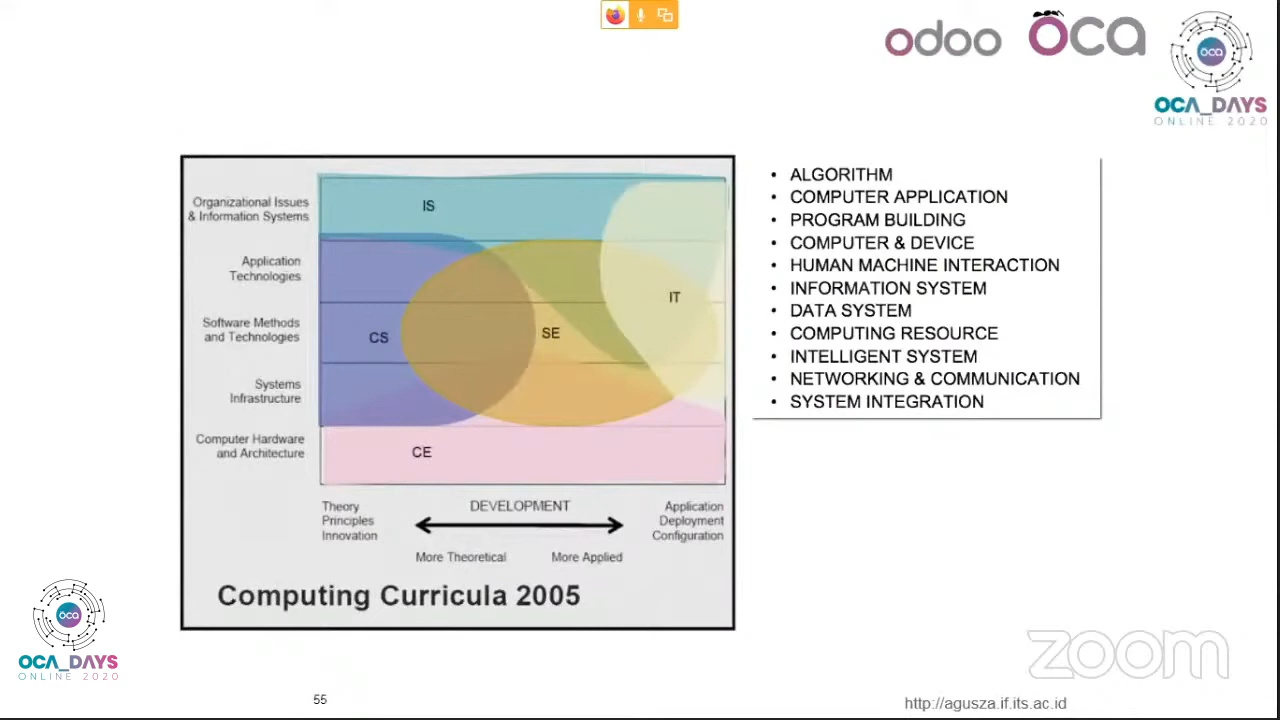 odoo
oca
oca
OCA_DAYS
ONLINE 2020
Organizational Issues
& Information Systems
Application
Technologies
Software Methods
and Technologies
Systems
Infrastructure
Computer Hardware
and Architecture
IS
IT
CS
SE
CE
Theory
Principles
Innovation
DEVELOPMENT
More Theoretical
More Applied
Application
Deployment
Configuration
Computing Curricula 2005
• ALGORITHM
• COMPUTER APPLICATION
• PROGRAM BUILDING
• COMPUTER & DEVICE
• HUMAN MACHINE INTERACTION
• INFORMATION SYSTEM
• DATA SYSTEM
• COMPUTING RESOURCE
• INTELLIGENT SYSTEM
• NETWORKING & COMMUNICATION
• SYSTEM INTEGRATION
oca
OCA_DAYS
ONLINE 2020
zoom
55
http://agusza.if.its.ac.id